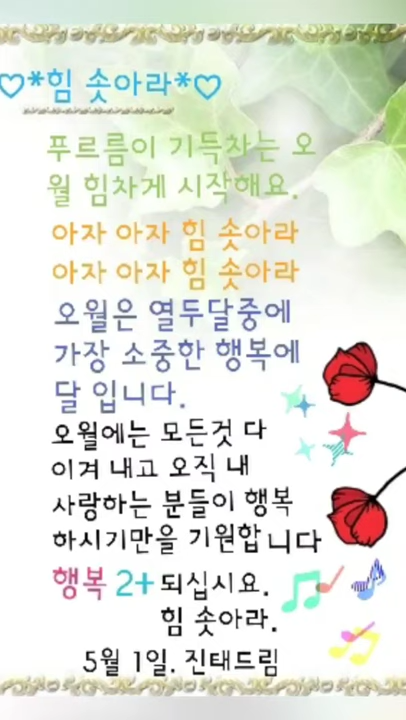 ♡*힘 솟아라*♡
푸르름이 기득차는 오
월 힘차게 시작해요.
아자 아자 힘 솟아라
아자 아자 힘 솟아라
오월은 열두달중에
가장 소중한 행복에
달 입니다.
오월에는 모든것 다
이겨 내고 오직 내
사랑하는 분들이 행복
하시기만을 기원합니다
행복 2+ 되십시요.
힘 솟아라.
5월 1일. 진태드림